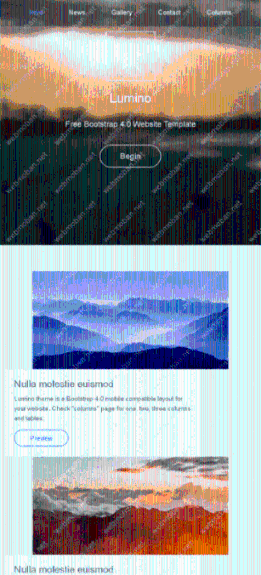 Home News Gallery Contact Columns
Lumino
Free Bootstrap 4.0 Website Template
Begin
Nulla molestie euismod
Lumino theme is a Bootstrap 4.0 mobile compatible layout for
your website. Check "columns" page for one, two, three columns
and tables.
Preview
Nulla molestie euismod